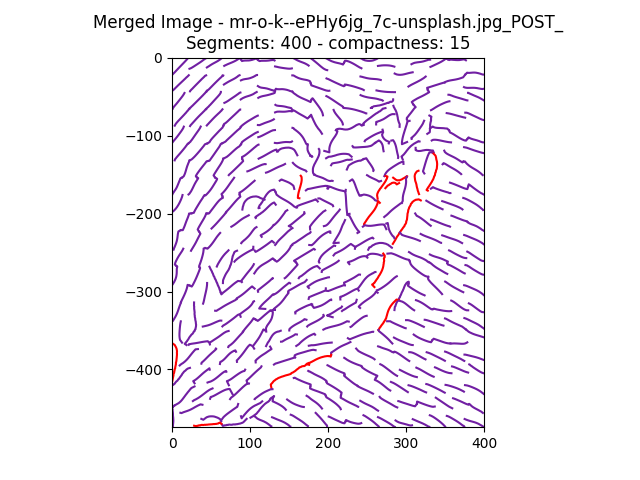 Merged Image - mr-o-k--ePHy6jg_7c-unsplash.jpg_POST_
Segments: 400 - compactness: 15
0
−100
−200
−300
−400
0 100 200 300 400